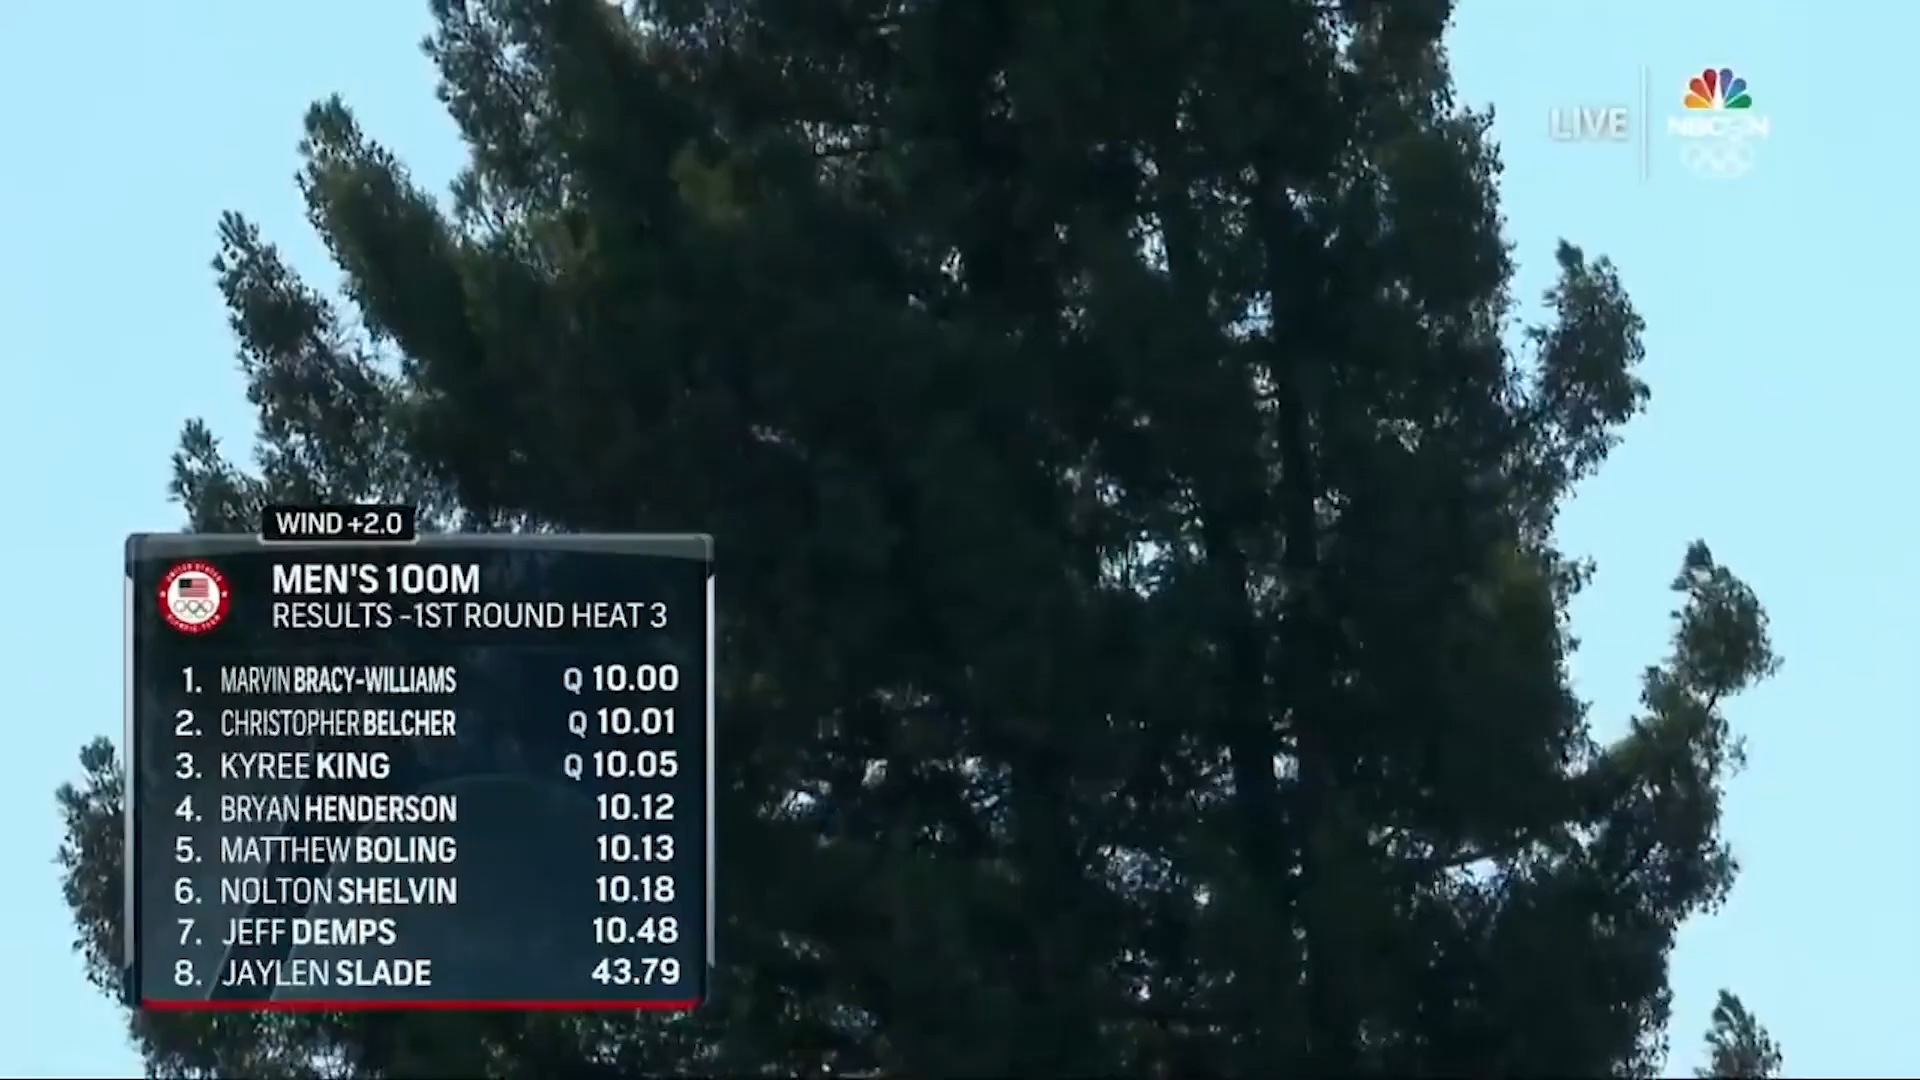 LIVE
NBCSN
WIND +2.0
MEN'S 100M
RESULTS - 1ST ROUND HEAT 3
1. MARVIN BRACY-WILLIAMS Q 10.00
2. CHRISTOPHER BELCHER Q 10.01
3. KYREE KING Q 10.05
4. BRYAN HENDERSON 10.12
5. MATTHEW BOLING 10.13
6. NOLTON SHELVIN 10.18
7. JEFF DEMPS 10.48
8. JAYLEN SLADE 43.79